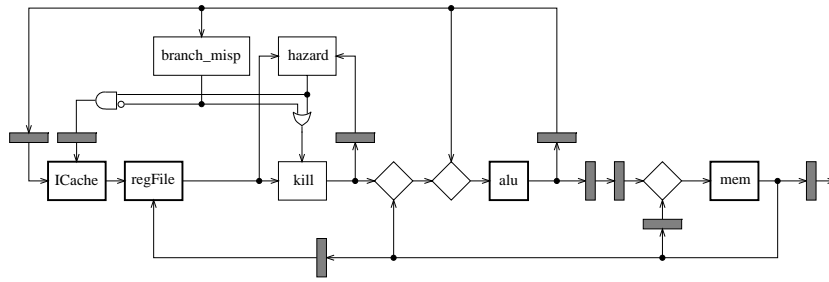 branch_misp
hazard
ICache
regFile
kill
alu
mem